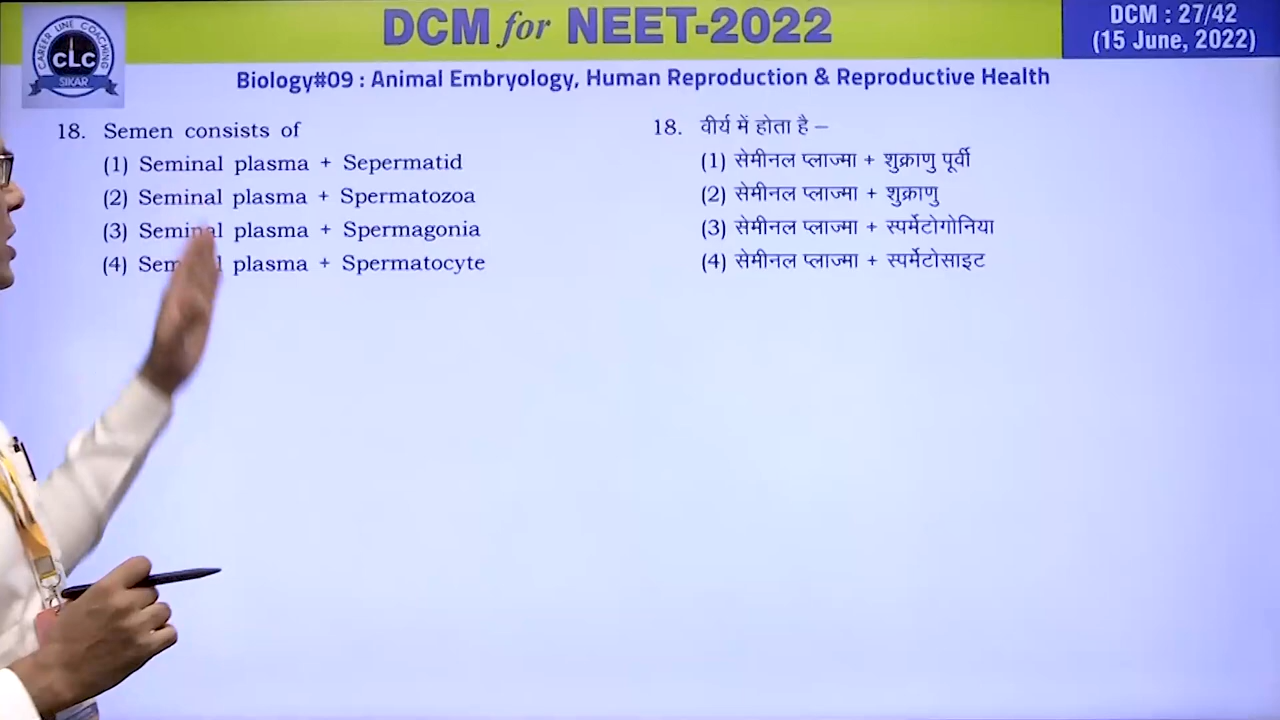 DCM for NEET-2022
DCM : 27/42
(15 June, 2022)
CAREER LINE COACHING
CLC
SIKAR
Biology#09 : Animal Embryology, Human Reproduction & Reproductive Health
18. Semen consists of
(1) Seminal plasma + Sepermatid
(2) Seminal plasma + Spermatozoa
(3) Seminal plasma + Spermagonia
(4) Sem l plasma + Spermatocyte
18. वीर्य में होता है –
(1) सेमीनल प्लाज्मा + शुक्राणु पूर्वी
(2) सेमीनल प्लाज्मा + शुक्राणु
(3) सेमीनल प्लाज्मा + स्पर्मेटोगोनिया
(4) सेमीनल प्लाज्मा + स्पर्मेटोसाइट